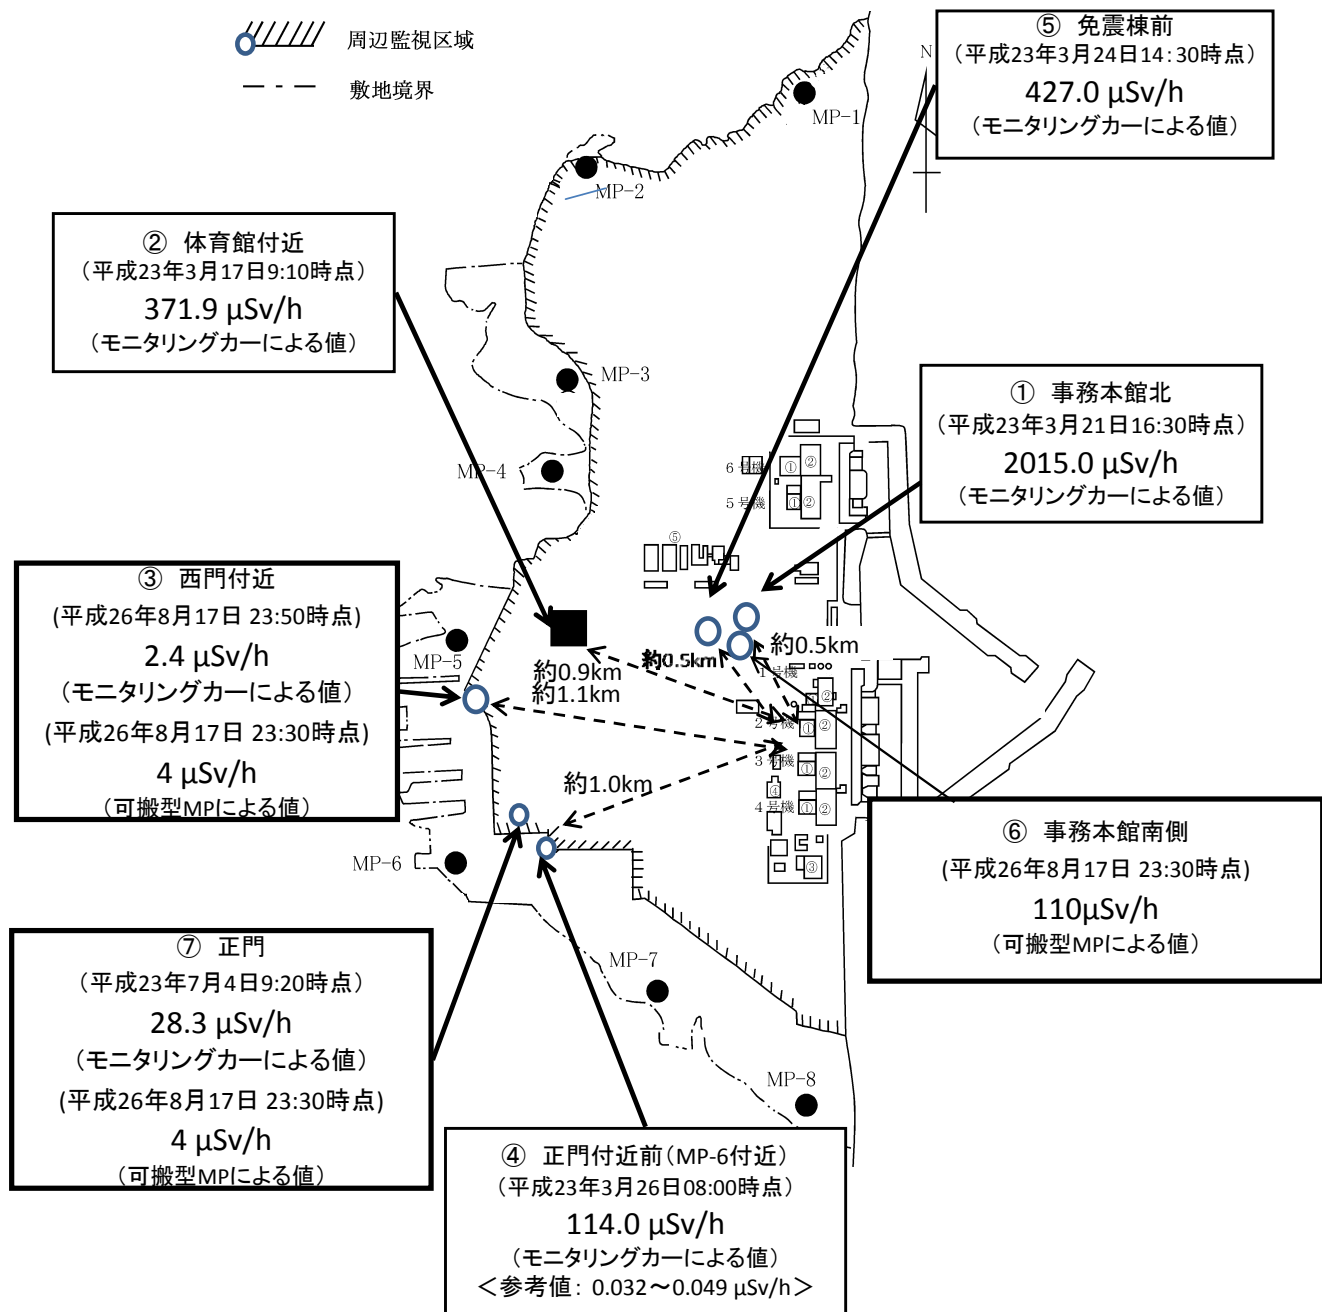 周辺監視区域
敷地境界
⑤ 免震棟前
（平成23年3月24日14:30時点）
427.0 μSv/h
（モニタリングカーによる値）
N
MP-1
MP-2
② 体育館付近
（平成23年3月17日9:10時点）
371.9 μSv/h
（モニタリングカーによる値）
MP-3
① 事務本館北
（平成23年3月21日16:30時点）
2015.0 μSv/h
（モニタリングカーによる値）
MP-4
6号機
① ②
5号機
① ②
⑤
③ 西門付近
(平成26年8月17日 23:50時点)
2.4 μSv/h
（モニタリングカーによる値）
(平成26年8月17日 23:30時点)
4 μSv/h
（可搬型MPによる値）
MP-5
約0.9km
約1.1km
約0.5km
約0.5km
1号機
②
2号機
① ②
3号機
① ②
④
4号機
① ②
③
約1.0km
MP-6
⑥ 事務本館南側
(平成26年8月17日 23:30時点)
110μSv/h
（可搬型MPによる値）
⑦ 正門
（平成23年7月4日9:20時点）
28.3 μSv/h
（モニタリングカーによる値）
(平成26年8月17日 23:30時点)
4 μSv/h
（可搬型MPによる値）
MP-7
MP-8
④ 正門付近前（MP-6付近）
（平成23年3月26日08:00時点）
114.0 μSv/h
（モニタリングカーによる値）
＜参考値： 0.032～0.049 μSv/h＞